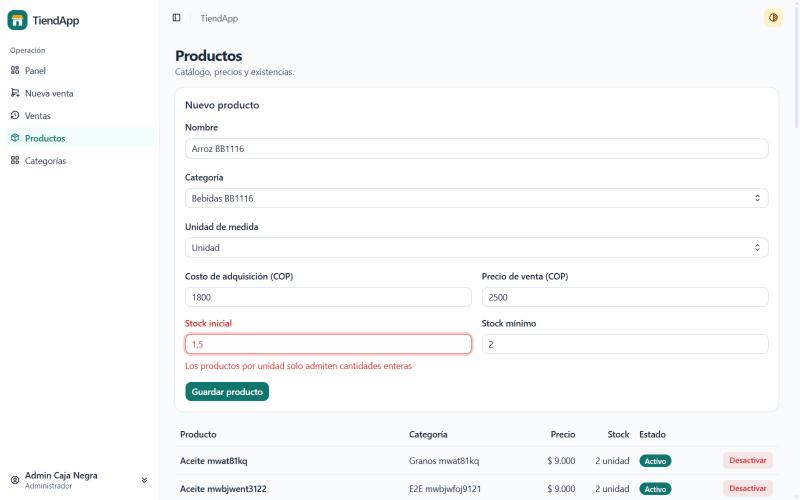 TiendApp
TiendApp
Operación
Panel
Nueva venta
Ventas
Productos
Categorías
Productos
Catálogo, precios y existencias.
Nuevo producto
Nombre
Arroz BB1116
Categoría
Bebidas BB1116
Unidad de medida
Unidad
Costo de adquisición (COP) Precio de venta (COP)
1800 2500
Stock inicial Stock mínimo
1,5 2
Los productos por unidad solo admiten cantidades enteras
Guardar producto
Producto Categoría Precio Stock Estado
Aceite mwat81kq Granos mwat81kq $ 9.000 2 unidad Activo Desactivar
Aceite mwbjwent3122 E2E mwbjwfoj9121 $ 9.000 2 unidad Activo Desactivar
Admin Caja Negra
Administrador